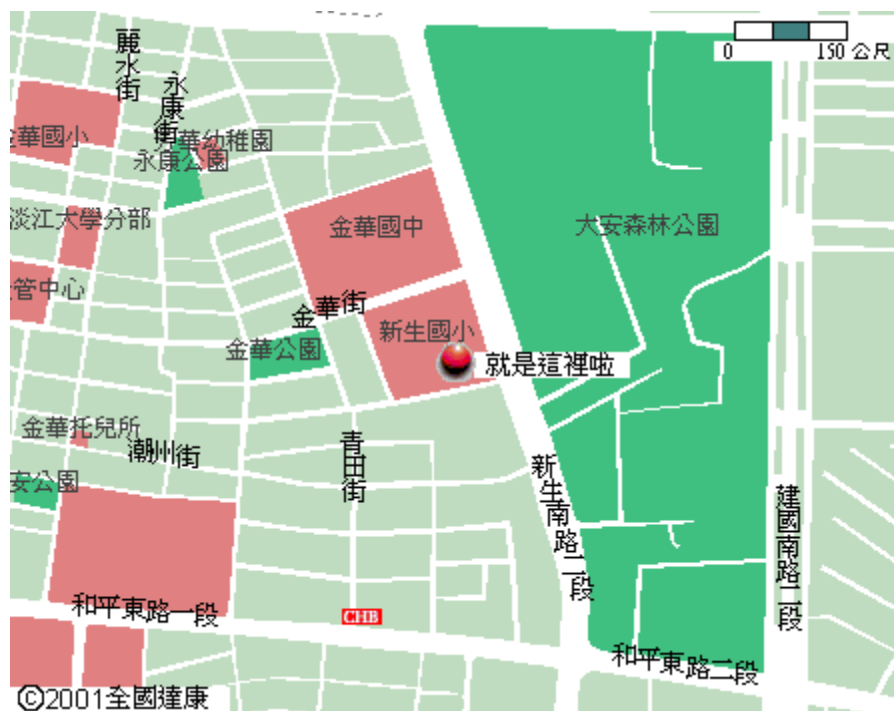 0 150 公尺
麗水街
永康街
金華國小
幼稚園
永康公園
淡江大學分部
金華國中
大安森林公園
管中心
金華街
新生國小
金華公園
就是這裡啦
金華托兒所
潮州街
青田街
安公園
新生南路二段
建國南路二段
和平東路一段
CHB
和平東路二段
©2001全國達康